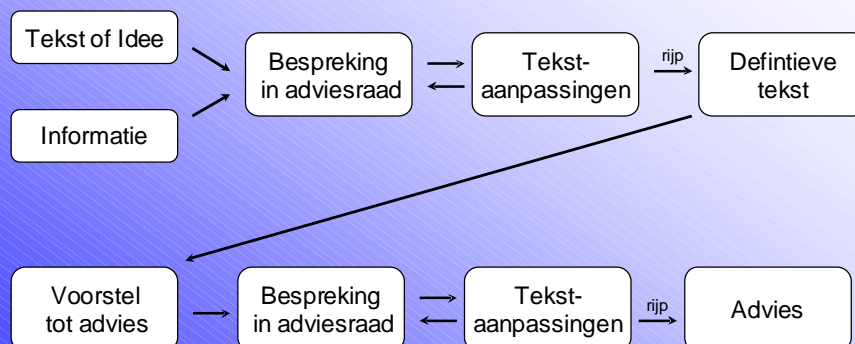 Tekst of Idee
Informatie
Bespreking
in adviesraad
Tekst-
aanpassingen
rijp
Defintieve
tekst
Voorstel
tot advies
Bespreking
in adviesraad
Tekst-
aanpassingen
rijp
Advies